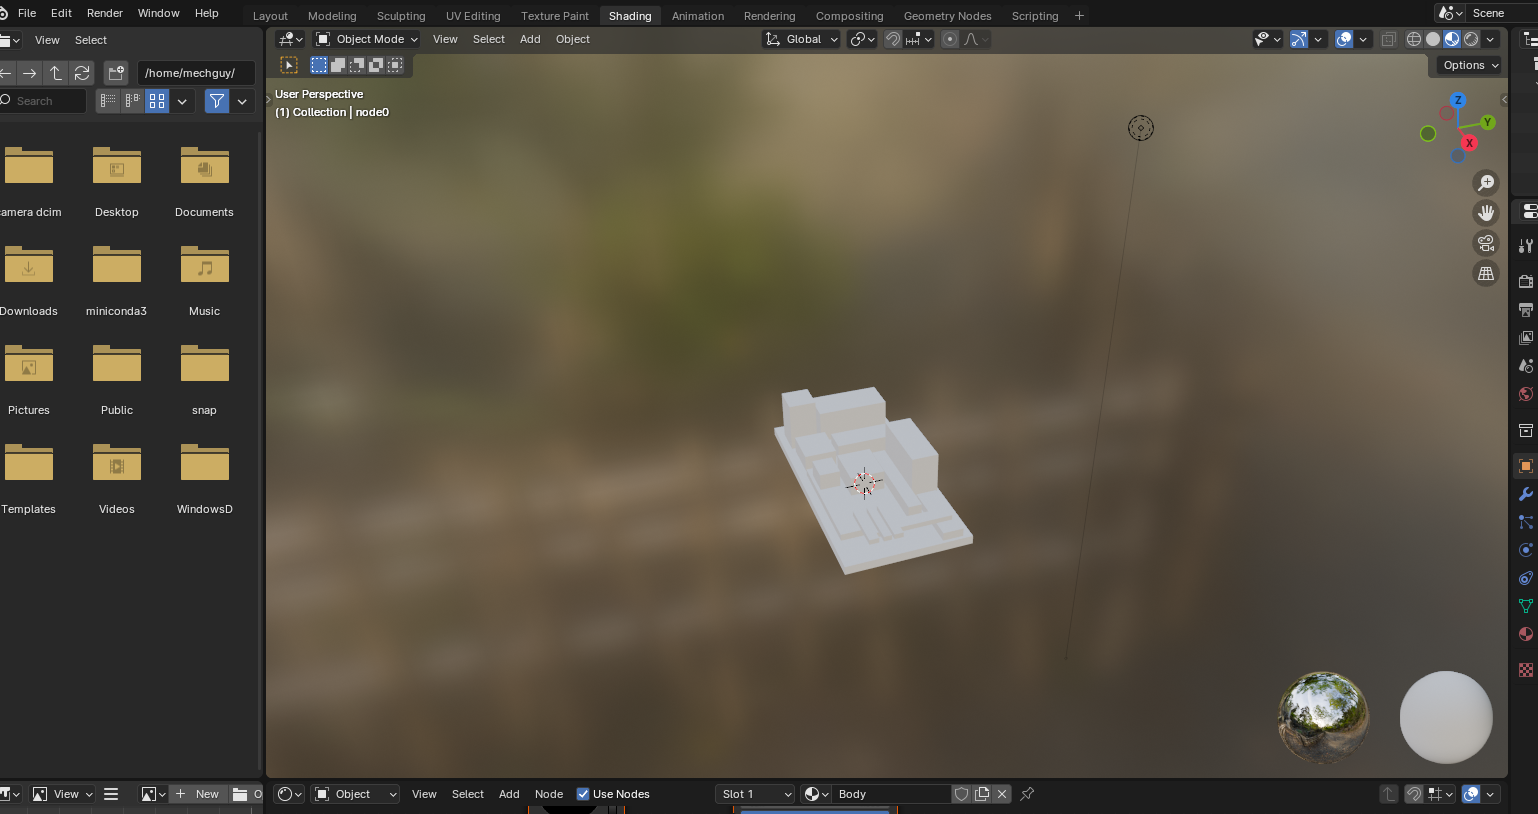 File Edit Render Window Help
Layout Modeling Sculpting UV Editing Texture Paint Shading Animation Rendering Compositing Geometry Nodes Scripting +
Scene
View Select
Object Mode View Select Add Object
Global
/home/mechguy/
Options
Search
User Perspective
(1) Collection | node0
Z
Y
X
camera dcim Desktop Documents
Downloads miniconda3 Music
Pictures Public snap
Templates Videos WindowsD
View
New
O
Object View Select Add Node Use Nodes
Slot 1
Body